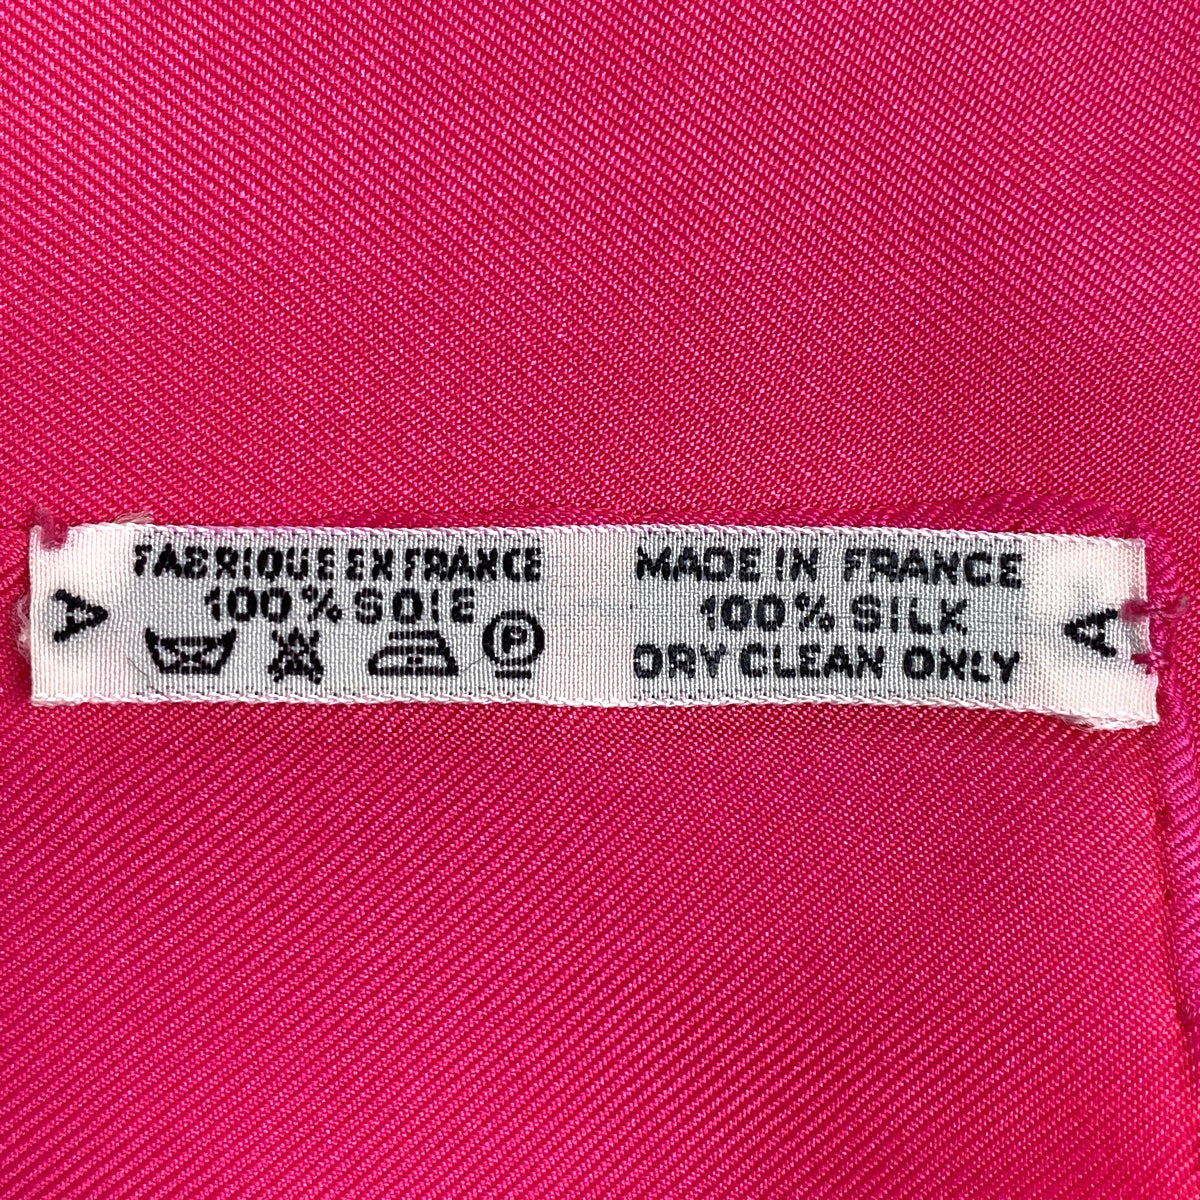 A
FABRIQUE EN FRANCE
100% SOIE
P
MADE IN FRANCE
100% SILK
DRY CLEAN ONLY
A